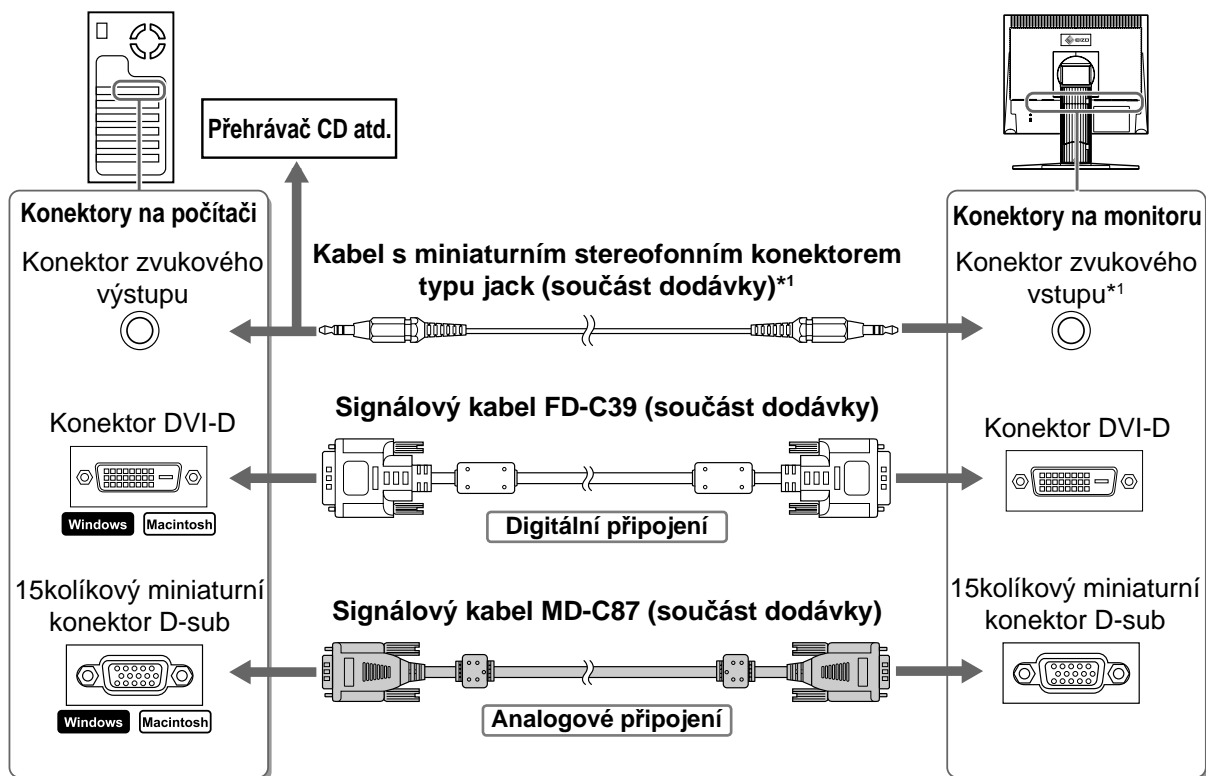 EIZO
Přehrávač CD atd.
Konektory na počítači
Konektor zvukového
výstupu
Kabel s miniaturním stereofonním konektorem
typu jack (součást dodávky)*1
Konektory na monitoru
Konektor zvukového
vstupu*1
Konektor DVI-D
Windows Macintosh
Signálový kabel FD-C39 (součást dodávky)
Digitální připojení
Konektor DVI-D
15kolíkový miniaturní
konektor D-sub
Windows Macintosh
Signálový kabel MD-C87 (součást dodávky)
Analogové připojení
15kolíkový miniaturní
konektor D-sub